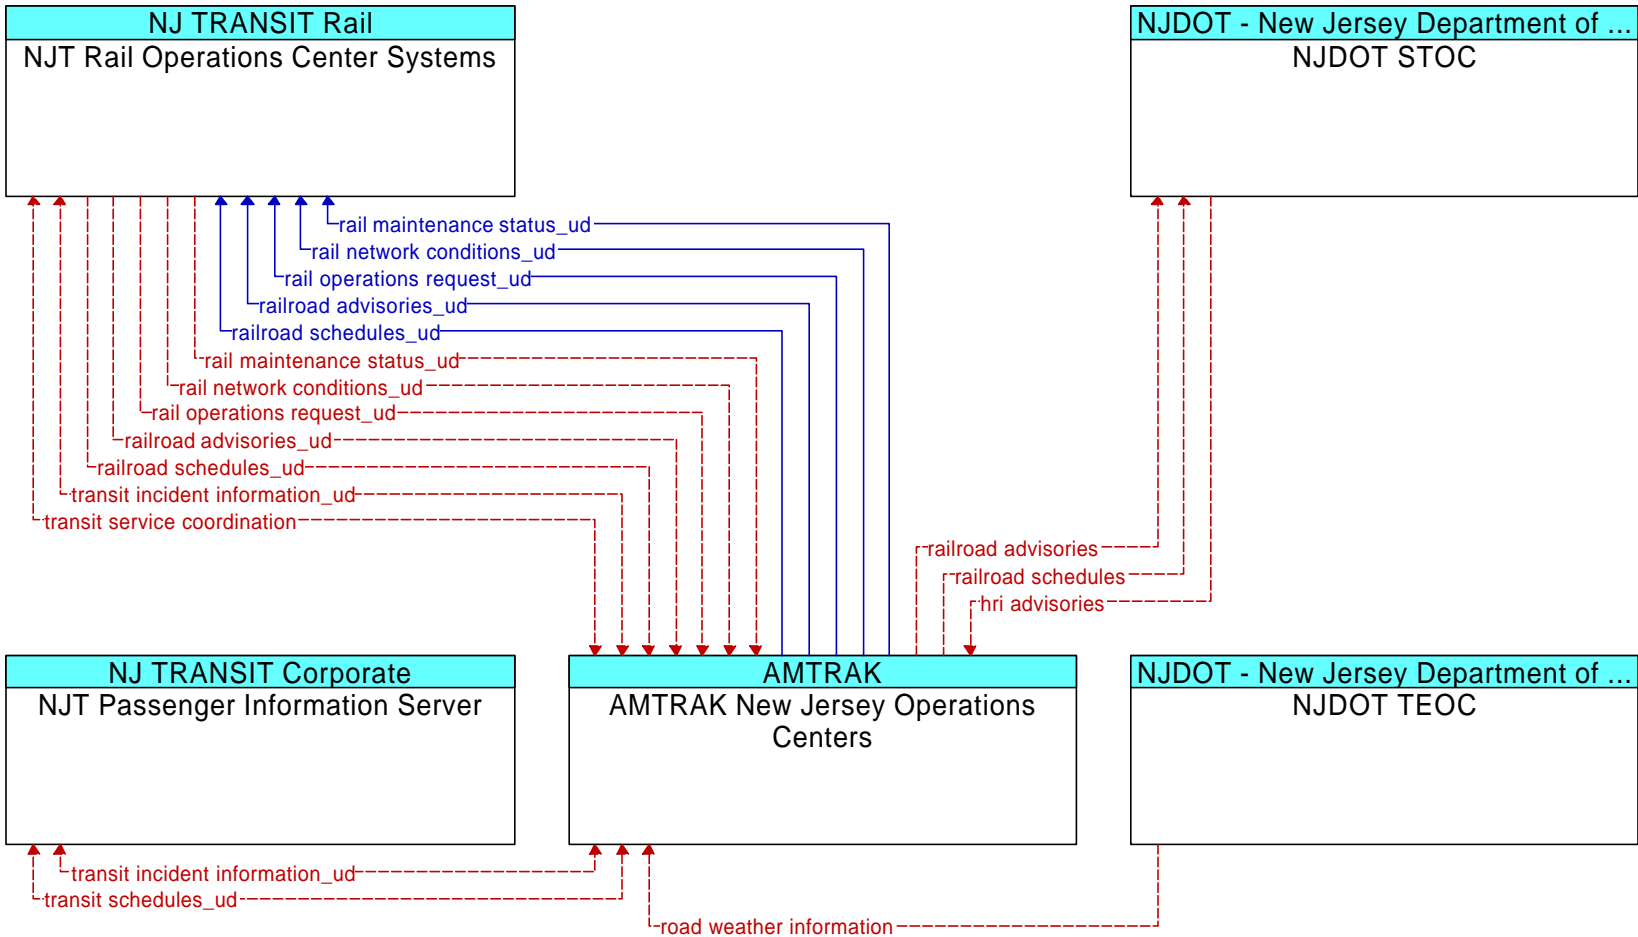 NJ TRANSIT Rail
NJT Rail Operations Center Systems
NJDOT - New Jersey Department of ...
NJDOT STOC
rail maintenance status_ud
rail network conditions_ud
rail operations request_ud
railroad advisories_ud
railroad schedules_ud
rail maintenance status_ud
rail network conditions_ud
rail operations request_ud
railroad advisories_ud
railroad schedules_ud
transit incident information_ud
transit service coordination
railroad advisories
railroad schedules
hri advisories
NJ TRANSIT Corporate
NJT Passenger Information Server
AMTRAK
AMTRAK New Jersey Operations
Centers
NJDOT - New Jersey Department of ...
NJDOT TEOC
transit incident information_ud
transit schedules_ud
road weather information